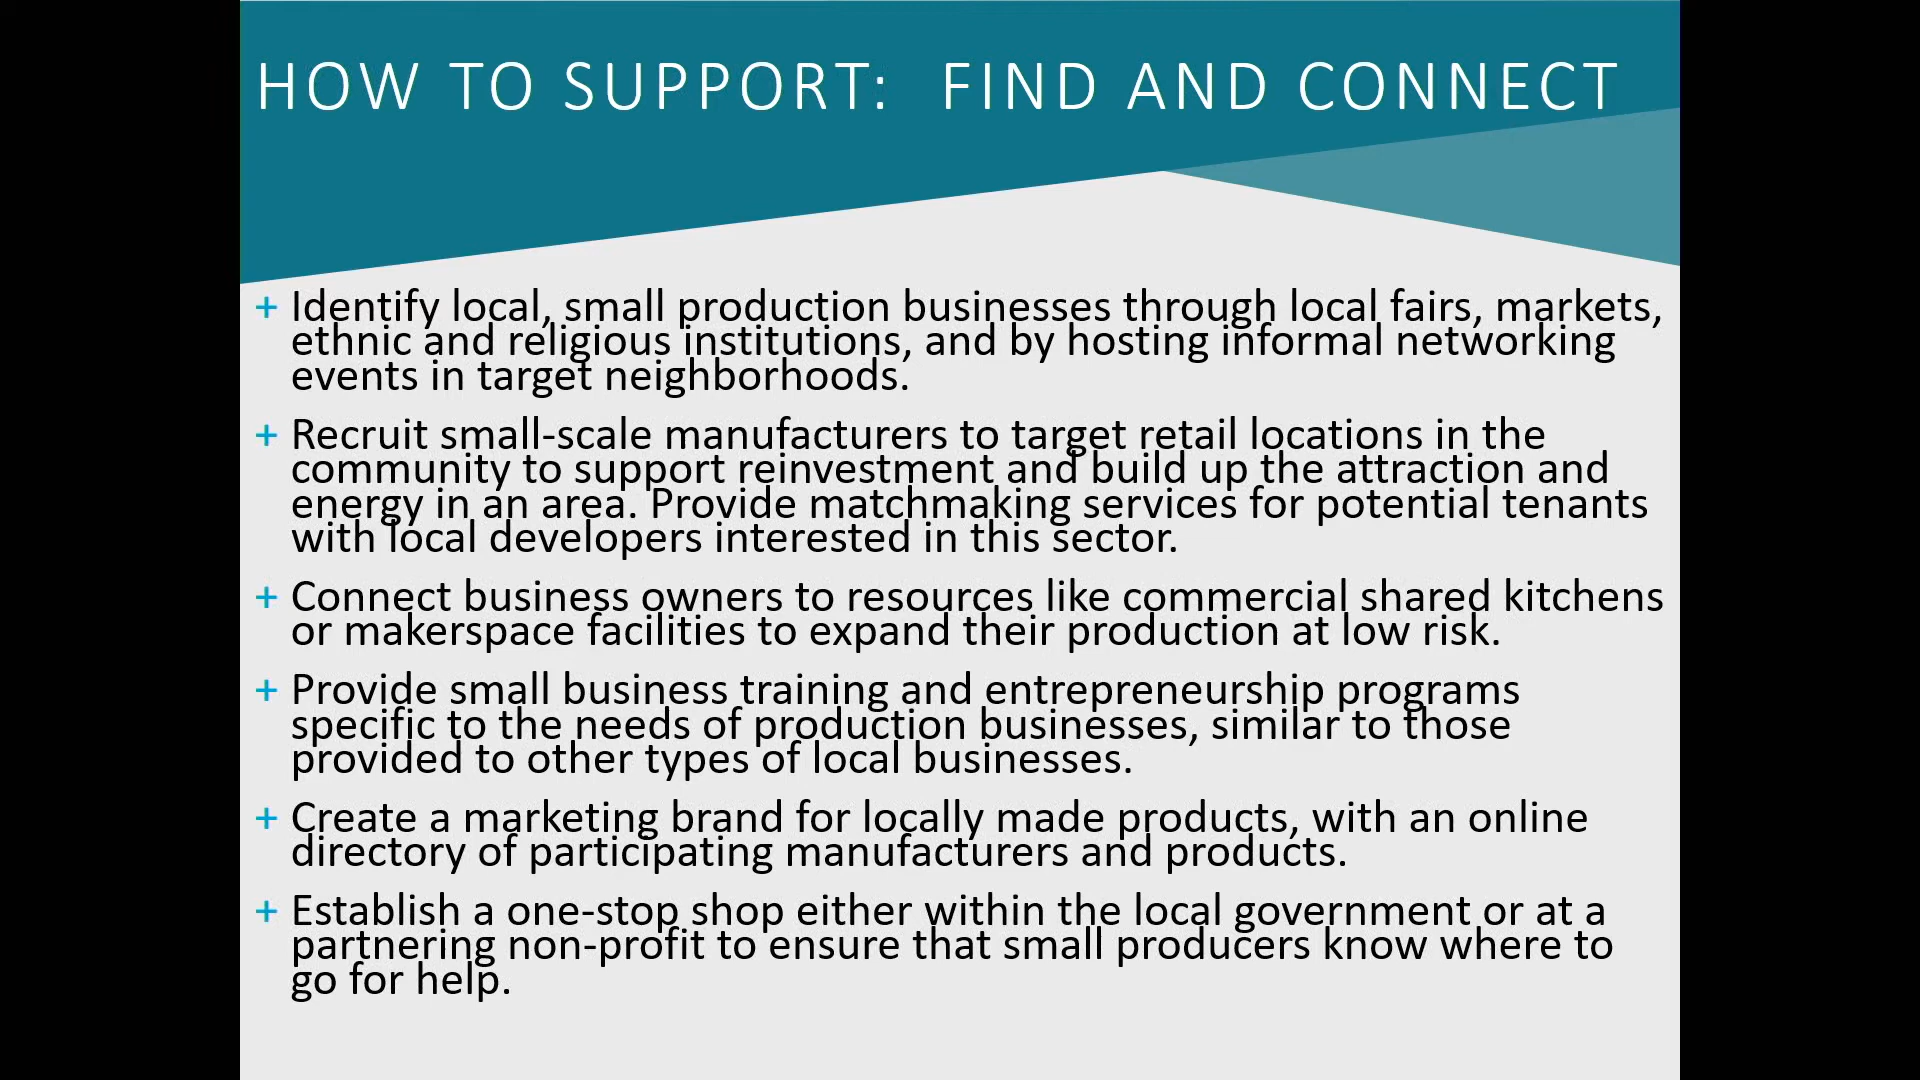 HOW TO SUPPORT: FIND AND CONNECT
+ Identify local, small production businesses through local fairs, markets,
ethnic and religious institutions, and by hosting informal networking
events in target neighborhoods.
+ Recruit small-scale manufacturers to target retail locations in the
community to support reinvestment and build up the attraction and
energy in an area. Provide matchmaking services for potential tenants
with local developers interested in this sector.
+ Connect business owners to resources like commercial shared kitchens
or makerspace facilities to expand their production at low risk.
+ Provide small business training and entrepreneurship programs
specific to the needs of production businesses, similar to those
provided to other types of local businesses.
+ Create a marketing brand for locally made products, with an online
directory of participating manufacturers and products.
+ Establish a one-stop shop either within the local government or at a
partnering non-profit to ensure that small producers know where to
go for help.